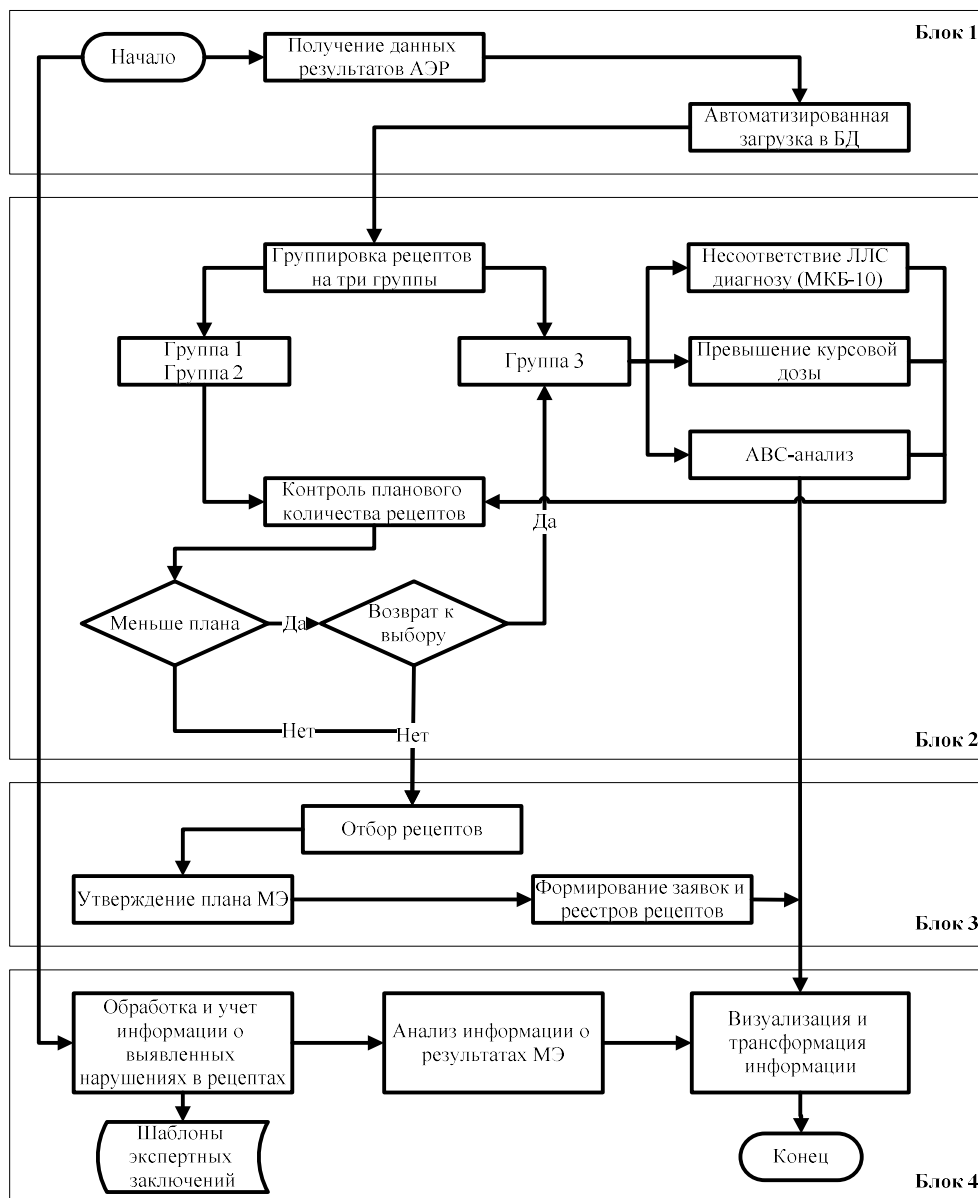 Блок 1
Начало
Получение данных
результатов АЭР
Автоматизированная
загрузка в БД
Группировка рецептов
на три группы
Несоответствие ЛЛС
диагнозу (МКБ-10)
Группа 1
Группа 2
Группа 3
Превышение курсовой
дозы
АВС-анализ
Контроль планового
количества рецептов
Да
Меньше плана
Да
Возврат к
выбору
Нет
Нет
Блок 2
Отбор рецептов
Утверждение плана МЭ
Формирование заявок и
реестров рецептов
Блок 3
Обработка и учет
информации о
выявленных
нарушениях в рецептах
Анализ информации о
результатах МЭ
Визуализация и
трансформация
информации
Шаблоны
экспертных
заключений
Конец
Блок 4